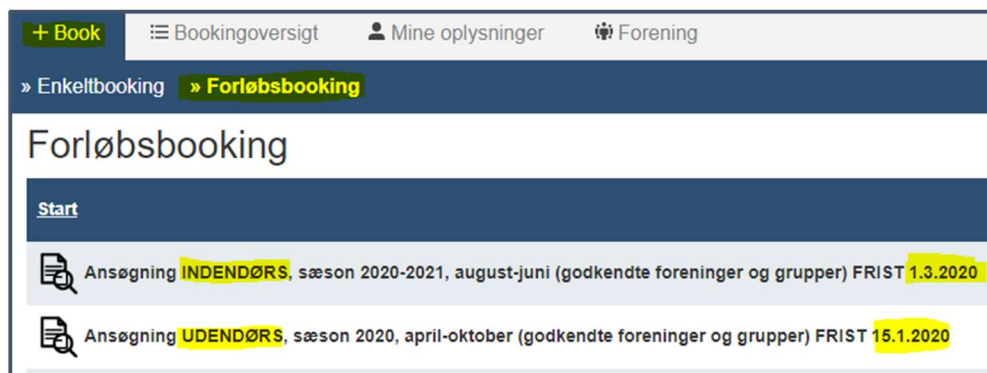 + Book Bookingoversigt Mine oplysninger Forening
» Enkeltbooking » Forløbsbooking
Forløbsbooking
Start
Ansøgning INDENDØRS, sæson 2020-2021, august-juni (godkendte foreninger og grupper) FRIST 1.3.2020
Ansøgning UDENDØRS, sæson 2020, april-oktober (godkendte foreninger og grupper) FRIST 15.1.2020